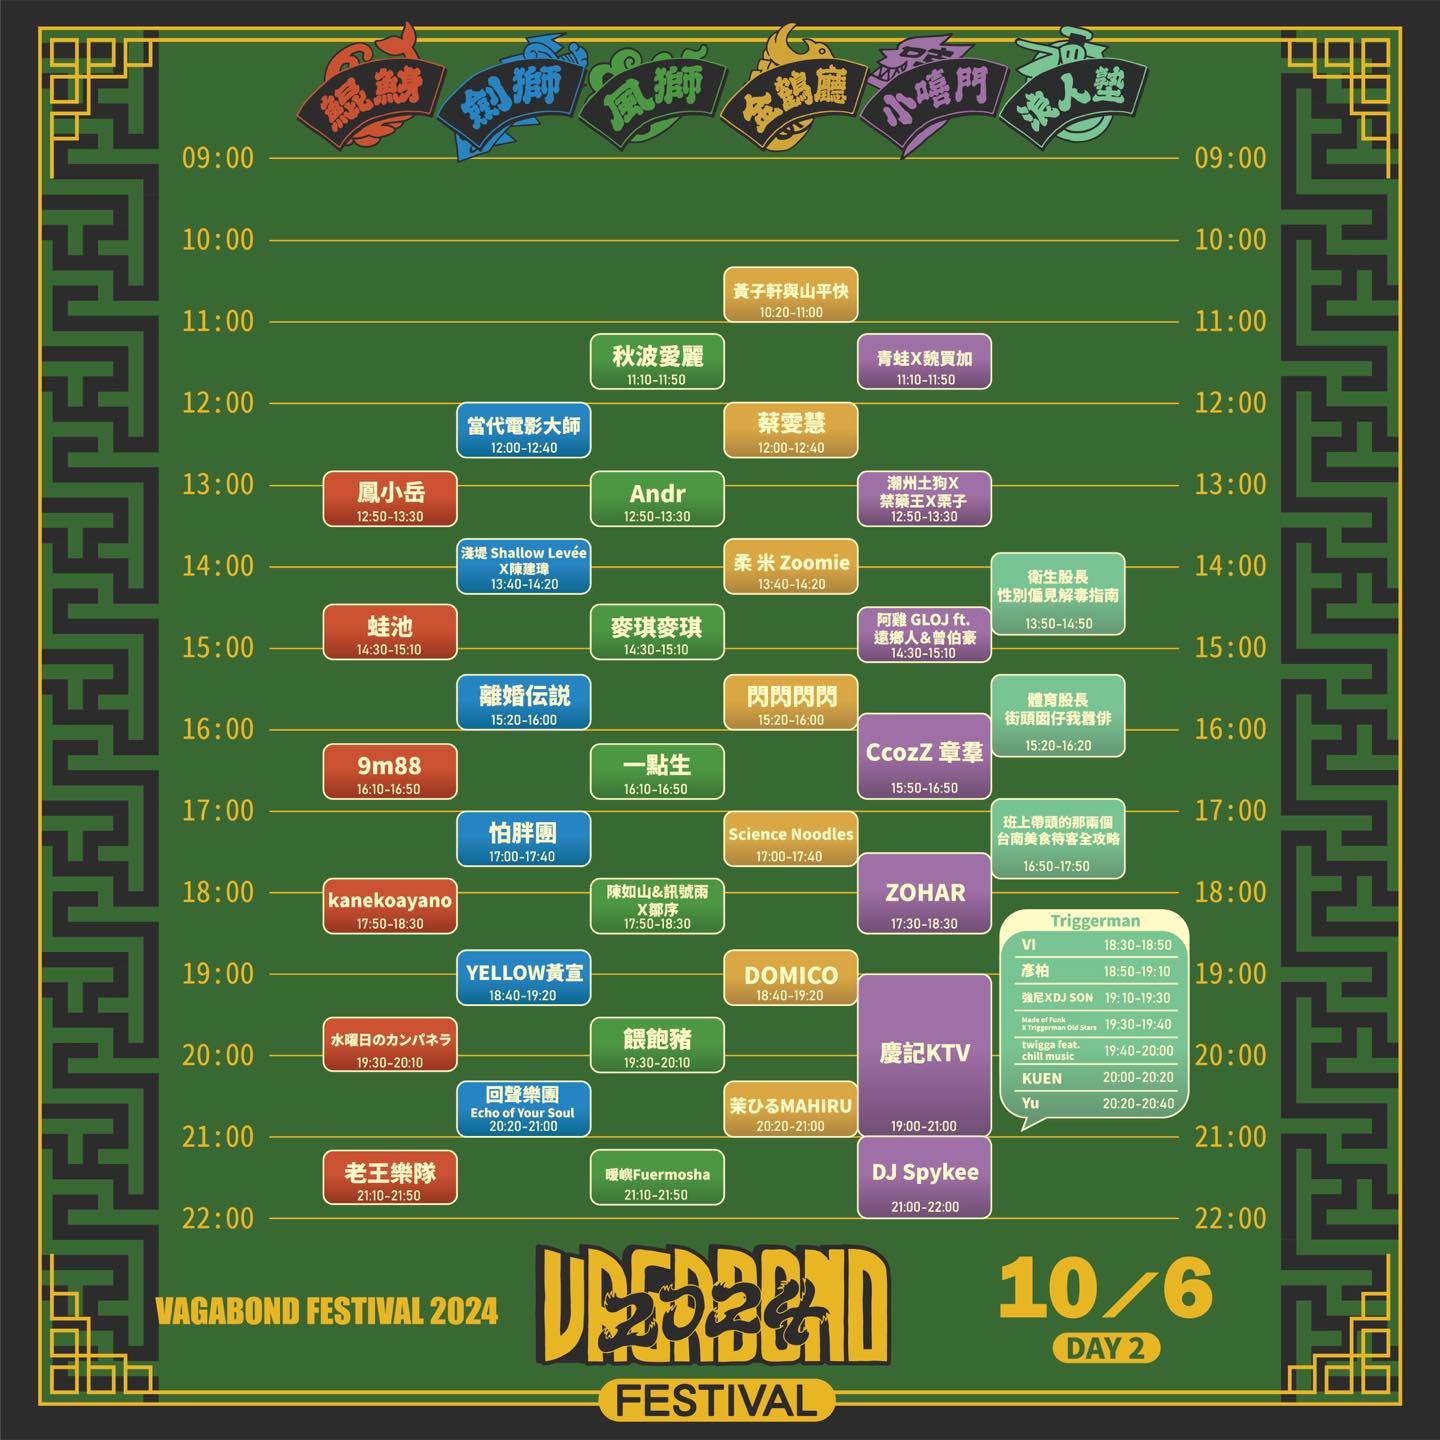 鯤鯓
劍獅
風獅
金鶴廳
小嘻門
浪人塾
09:00
09:00
10:00
10:00
黃子軒與山平快
10:20-11:00
11:00
11:00
秋波愛麗
11:10-11:50
青蛙X魏買加
11:10-11:50
12:00
12:00
當代電影大師
12:00-12:40
蔡雯慧
12:00-12:40
13:00
13:00
鳳小岳
12:50-13:30
Andr
12:50-13:30
潮州土狗X
禁藥王X栗子
12:50-13:30
14:00
14:00
淺堤 Shallow Levée
X陳建瑋
13:40-14:20
柔米 Zoomie
13:40-14:20
衛生股長
性別偏見解毒指南
13:50-14:50
15:00
15:00
蛙池
14:30-15:10
麥琪麥琪
14:30-15:10
阿雞 GLOJ ft.
遠鄉人&曾伯豪
14:30-15:10
離婚伝説
15:20-16:00
閃閃閃閃
15:20-16:00
體育股長
街頭囡仔我囂俳
15:20-16:20
16:00
16:00
9m88
16:10-16:50
一點生
16:10-16:50
CcozZ 章羣
15:50-16:50
17:00
17:00
怕胖團
17:00-17:40
Science Noodles
17:00-17:40
班上帶頭的那兩個
台南美食待客全攻略
16:50-17:50
18:00
18:00
kanekoayano
17:50-18:30
陳如山&訊號雨
X鄒序
17:50-18:30
ZOHAR
17:30-18:30
19:00
19:00
YELLOW黃宣
18:40-19:20
DOMICO
18:40-19:20
Triggerman
VI 18:30-18:50
彥柏 18:50-19:10
強尼XDJ SON 19:10-19:30
Made of Funk
X Triggerman Old Stars 19:30-19:40
twigga feat.
chill music 19:40-20:00
KUEN 20:00-20:20
Yu 20:20-20:40
20:00
20:00
水曜日のカンパネラ
19:30-20:10
餵飽豬
19:30-20:10
慶記KTV
19:00-21:00
回聲樂團
Echo of Your Soul
20:20-21:00
茉ひるMAHIRU
20:20-21:00
21:00
21:00
老王樂隊
21:10-21:50
暖嶼Fuermosha
21:10-21:50
DJ Spykee
21:00-22:00
22:00
22:00
VAGABOND FESTIVAL 2024
VAGABOND
2024
FESTIVAL
10/6
DAY 2